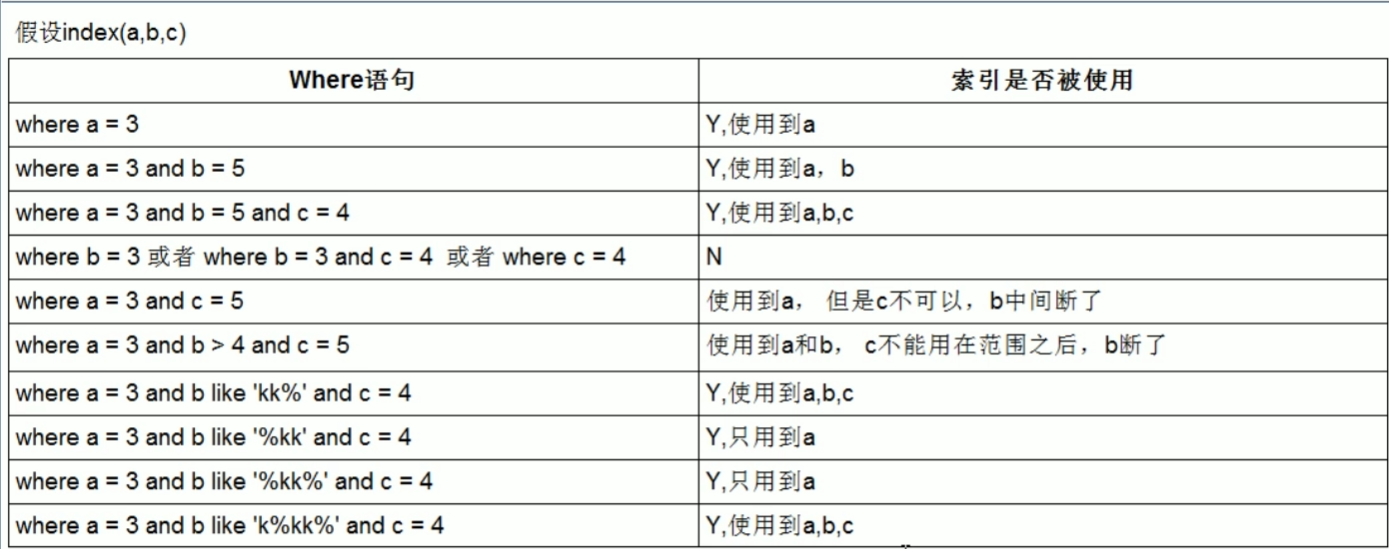 假设index(a,b,c)
Where语句 索引是否被使用
where a = 3 Y,使用到a
where a = 3 and b = 5 Y,使用到a，b
where a = 3 and b = 5 and c = 4 Y,使用到a,b,c
where b = 3 或者 where b = 3 and c = 4 或者 where c = 4 N
where a = 3 and c = 5 使用到a， 但是c不可以，b中间断了
where a = 3 and b > 4 and c = 5 使用到a和b， c不能用在范围之后，b断了
where a = 3 and b like 'kk%' and c = 4 Y,使用到a,b,c
where a = 3 and b like '%kk' and c = 4 Y,只用到a
where a = 3 and b like '%kk%' and c = 4 Y,只用到a
where a = 3 and b like 'k%kk%' and c = 4 Y,使用到a,b,c